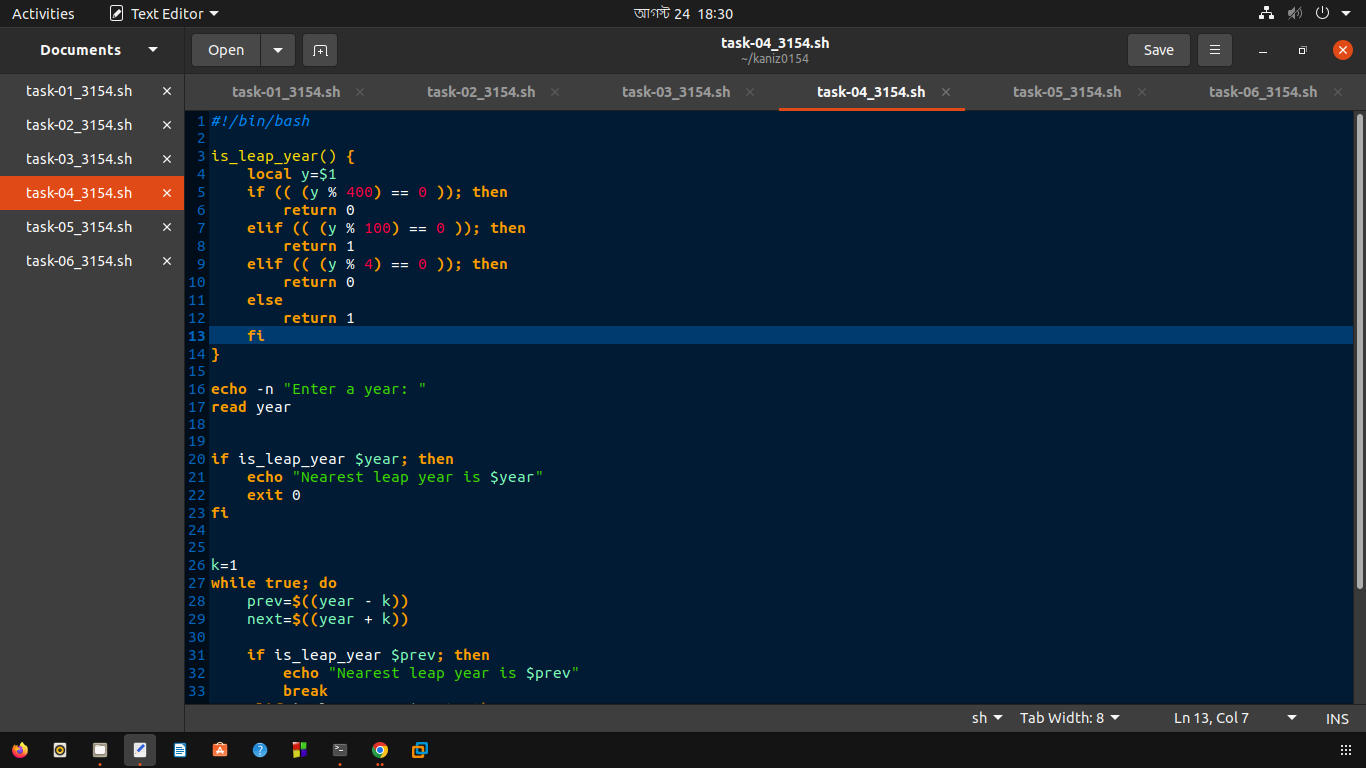 Activities Text Editor আগস্ট 24 18:30
Documents Open task-04_3154.sh Save
~/kaniz0154
task-01_3154.sh task-02_3154.sh task-03_3154.sh task-04_3154.sh task-05_3154.sh task-06_3154.sh
task-01_3154.sh
task-02_3154.sh
task-03_3154.sh
task-04_3154.sh
task-05_3154.sh
task-06_3154.sh
1 #!/bin/bash
2
3 is_leap_year() {
4     local y=$1
5     if (( (y % 400) == 0 )); then
6         return 0
7     elif (( (y % 100) == 0 )); then
8         return 1
9     elif (( (y % 4) == 0 )); then
10         return 0
11     else
12         return 1
13     fi
14 }
15
16 echo -n "Enter a year: "
17 read year
18
19
20 if is_leap_year $year; then
21     echo "Nearest leap year is $year"
22     exit 0
23 fi
24
25
26 k=1
27 while true; do
28     prev=$((year - k))
29     next=$((year + k))
30
31     if is_leap_year $prev; then
32         echo "Nearest leap year is $prev"
33         break
sh Tab Width: 8 Ln 13, Col 7 INS